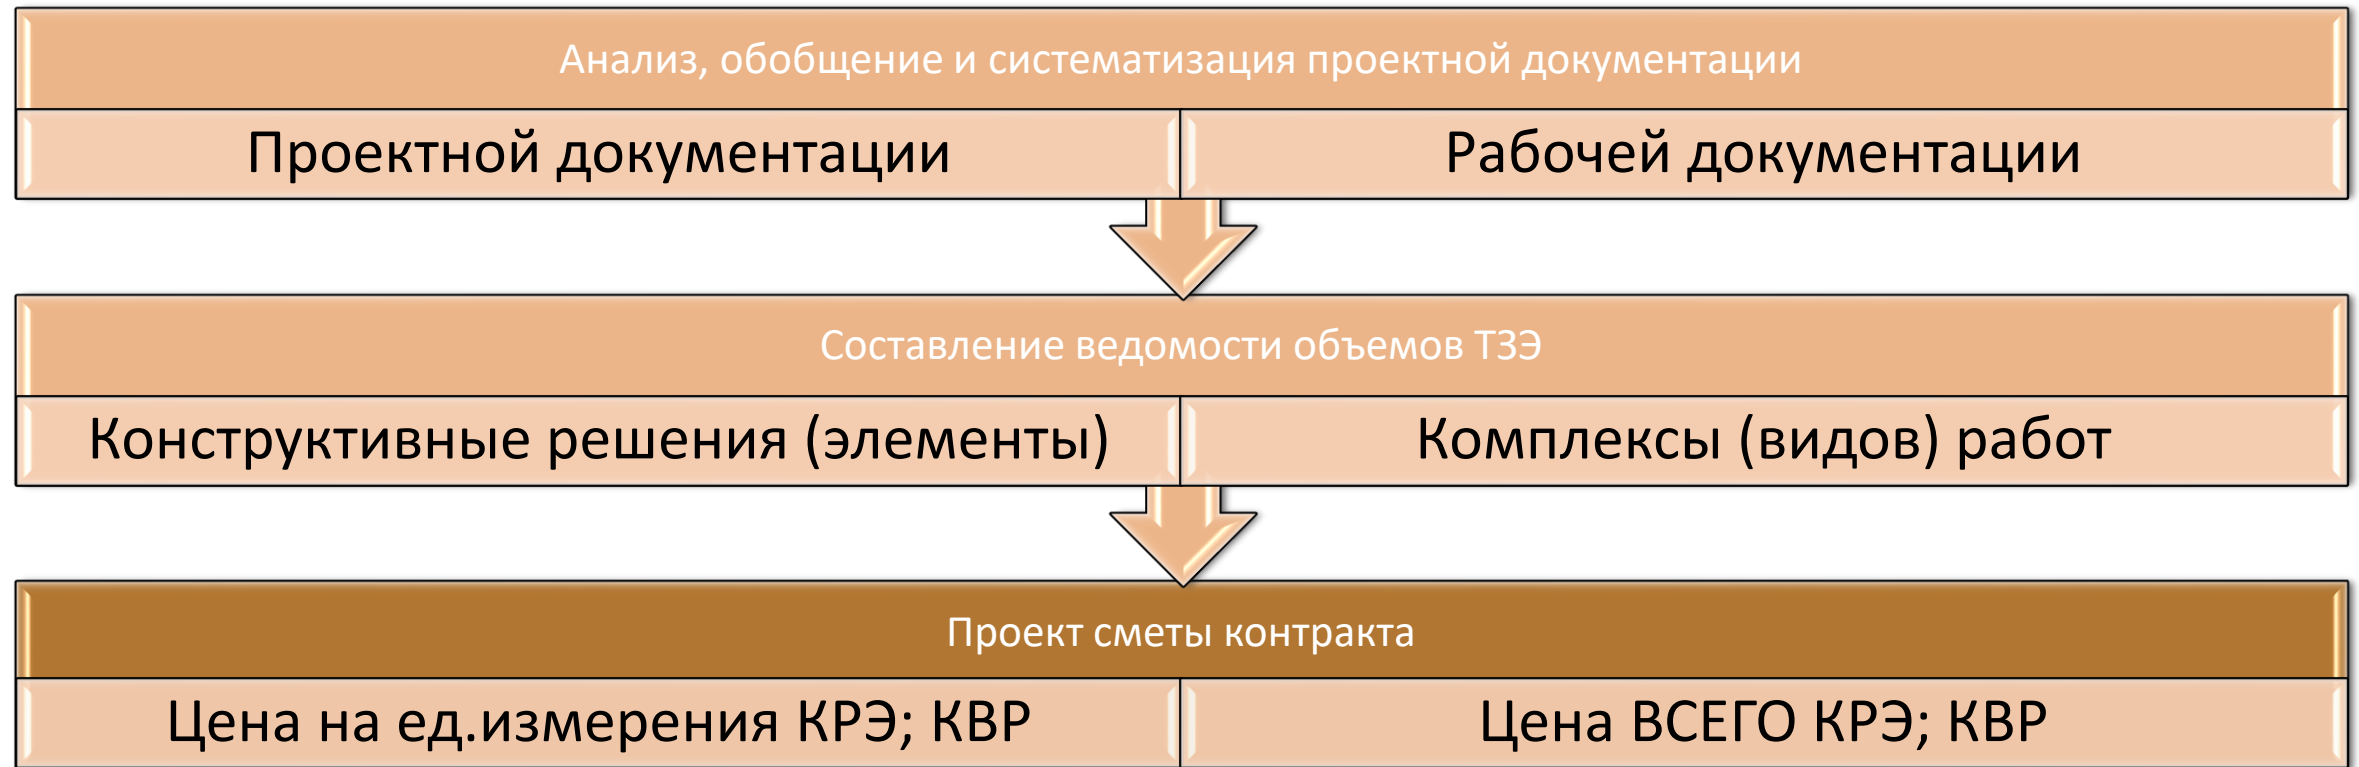 Анализ, обобщение и систематизация проектной документации
Проектной документации
Рабочей документации
Составление ведомости объемов ТЗЭ
Конструктивные решения (элементы)
Комплексы (видов) работ
Проект сметы контракта
Цена на ед.измерения КРЭ; КВР
Цена ВСЕГО КРЭ; КВР